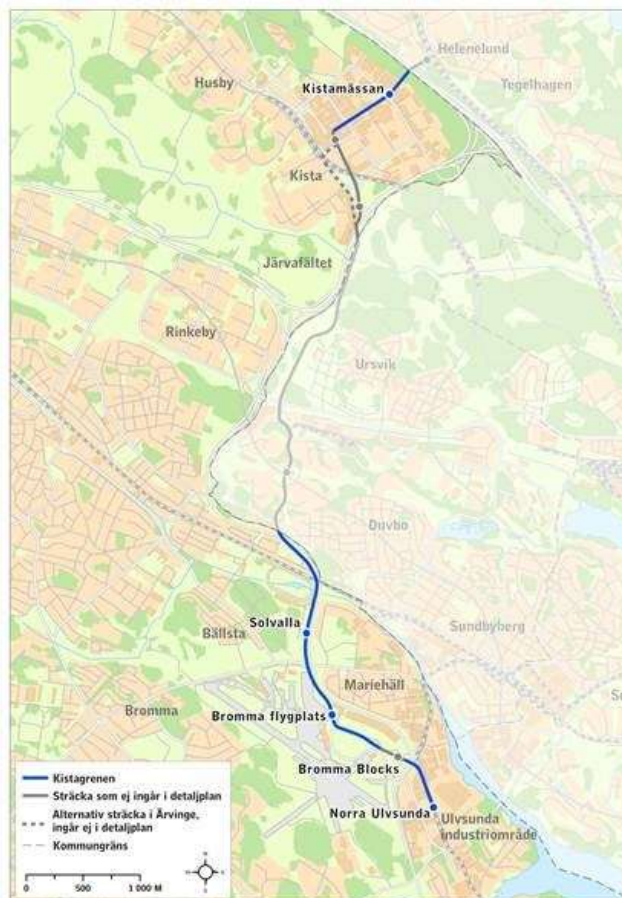 Helenelund
Husby
Kistamässan
Tegelhagen
Kista
Järvafältet
Rinkeby
Ursvik
Duvbo
Solvalla
Bällsta
Sundbyberg
Mariehäll
Bromma
Bromma flygplats
Bromma Blocks
Norra Ulvsunda
Ulvsunda
industriområde
Kistagrenen
Sträcka som ej ingår i detaljplan
Alternativ sträcka i Ärvinge,
ingår ej i detaljplan
Kommungräns
0 500 1 000 M